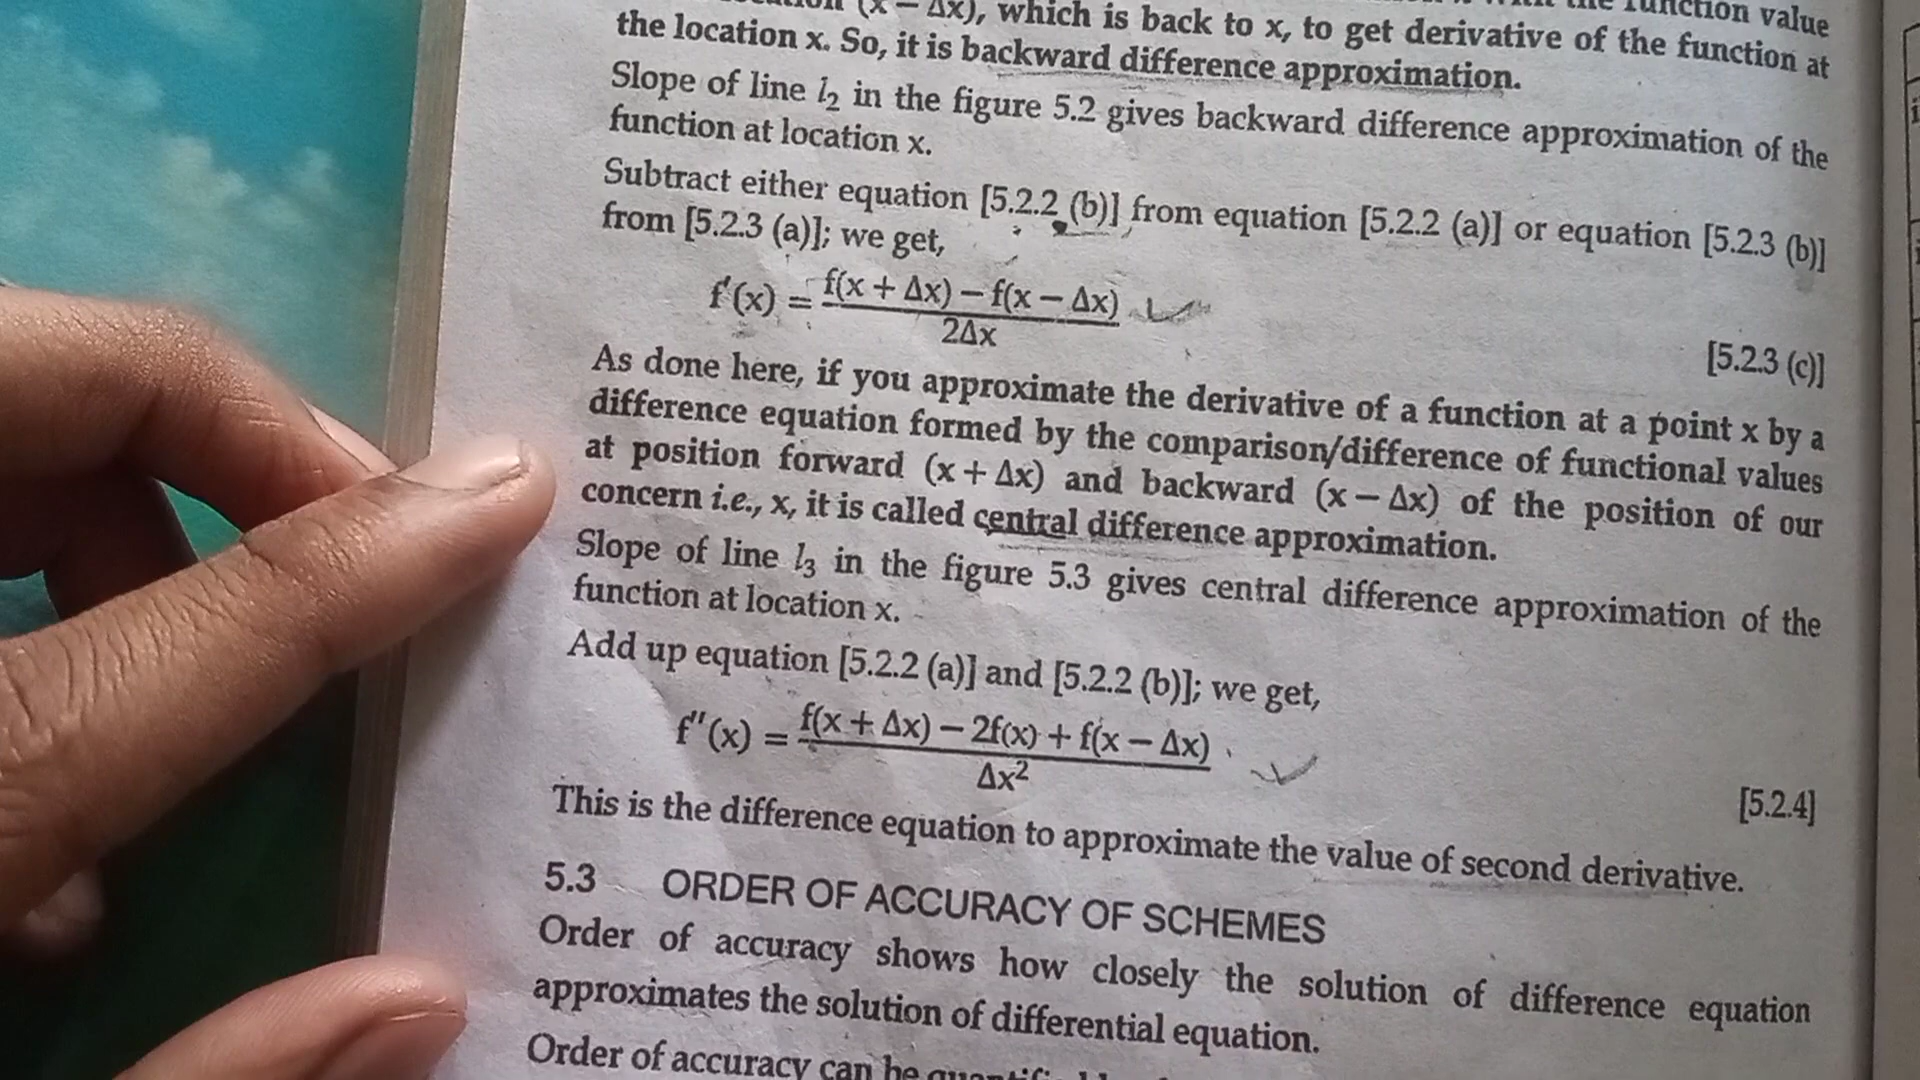 (x − Δx), which is back to x, to get derivative of the function at
the location x. So, it is backward difference approximation.
Slope of line l₂ in the figure 5.2 gives backward difference approximation of the
function at location x.
Subtract either equation [5.2.2 (b)] from equation [5.2.2 (a)] or equation [5.2.3 (b)]
from [5.2.3 (a)]; we get,
f'(x) = f(x + Δx) − f(x − Δx) / 2Δx
[5.2.3 (c)]
As done here, if you approximate the derivative of a function at a point x by a
difference equation formed by the comparison/difference of functional values
at position forward (x + Δx) and backward (x − Δx) of the position of our
concern i.e., x, it is called central difference approximation.
Slope of line l₃ in the figure 5.3 gives central difference approximation of the
function at location x.
Add up equation [5.2.2 (a)] and [5.2.2 (b)]; we get,
f''(x) = f(x + Δx) − 2f(x) + f(x − Δx) / Δx²
[5.2.4]
This is the difference equation to approximate the value of second derivative.
5.3 ORDER OF ACCURACY OF SCHEMES
Order of accuracy shows how closely the solution of difference equation
approximates the solution of differential equation.
Order of accuracy can be